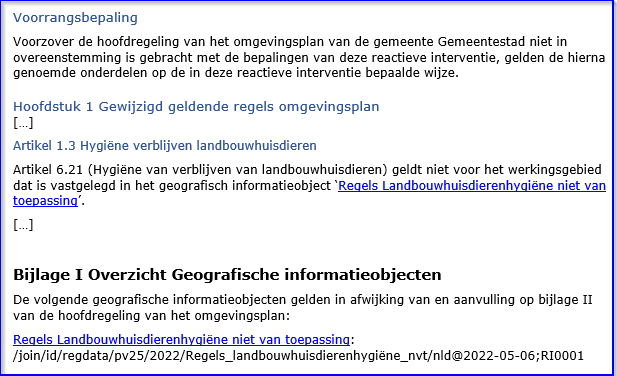 Voorrangsbepaling
Voorzover de hoofdregeling van het omgevingsplan van de gemeente Gemeentestad niet in
overeenstemming is gebracht met de bepalingen van deze reactieve interventie, gelden de hierna
genoemde onderdelen op de in deze reactieve interventie bepaalde wijze.
Hoofdstuk 1 Gewijzigd geldende regels omgevingsplan
[…]
Artikel 1.3 Hygiëne verblijven landbouwhuisdieren
Artikel 6.21 (Hygiëne van verblijven van landbouwhuisdieren) geldt niet voor het werkingsgebied
dat is vastgelegd in het geografisch informatieobject ‘Regels Landbouwhuisdierenhygiëne niet van
toepassing’.
[…]
Bijlage I Overzicht Geografische informatieobjecten
De volgende geografische informatieobjecten gelden in afwijking van en aanvulling op bijlage II
van de hoofdregeling van het omgevingsplan:
Regels Landbouwhuisdierenhygiëne niet van toepassing:
/join/id/regdata/pv25/2022/Regels_landbouwhuisdierenhygiëne_nvt/nld@2022-05-06;RI0001